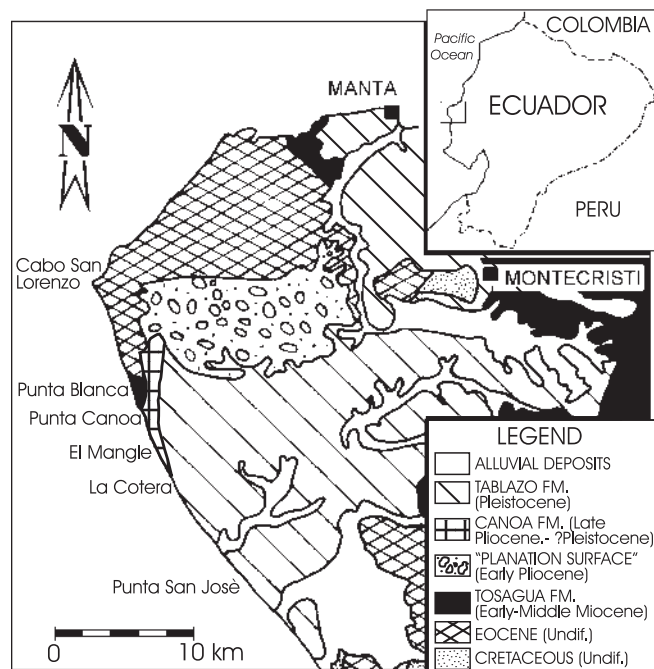 COLOMBIA
Pacific
Ocean
ECUADOR
PERU
N
MANTA
Cabo San
Lorenzo
MONTECRISTI
Punta Blanca
Punta Canoa
El Mangle
La Cotera
Punta San Josè
0 10 km
LEGEND
ALLUVIAL DEPOSITS
TABLAZO FM.
(Pleistocene)
CANOA FM. (Late
Pliocene.- ?Pleistocene)
"PLANATION SURFACE"
(Early Pliocene)
TOSAGUA FM.
(Early-Middle Miocene)
EOCENE (Undif.)
CRETACEOUS (Undif.)